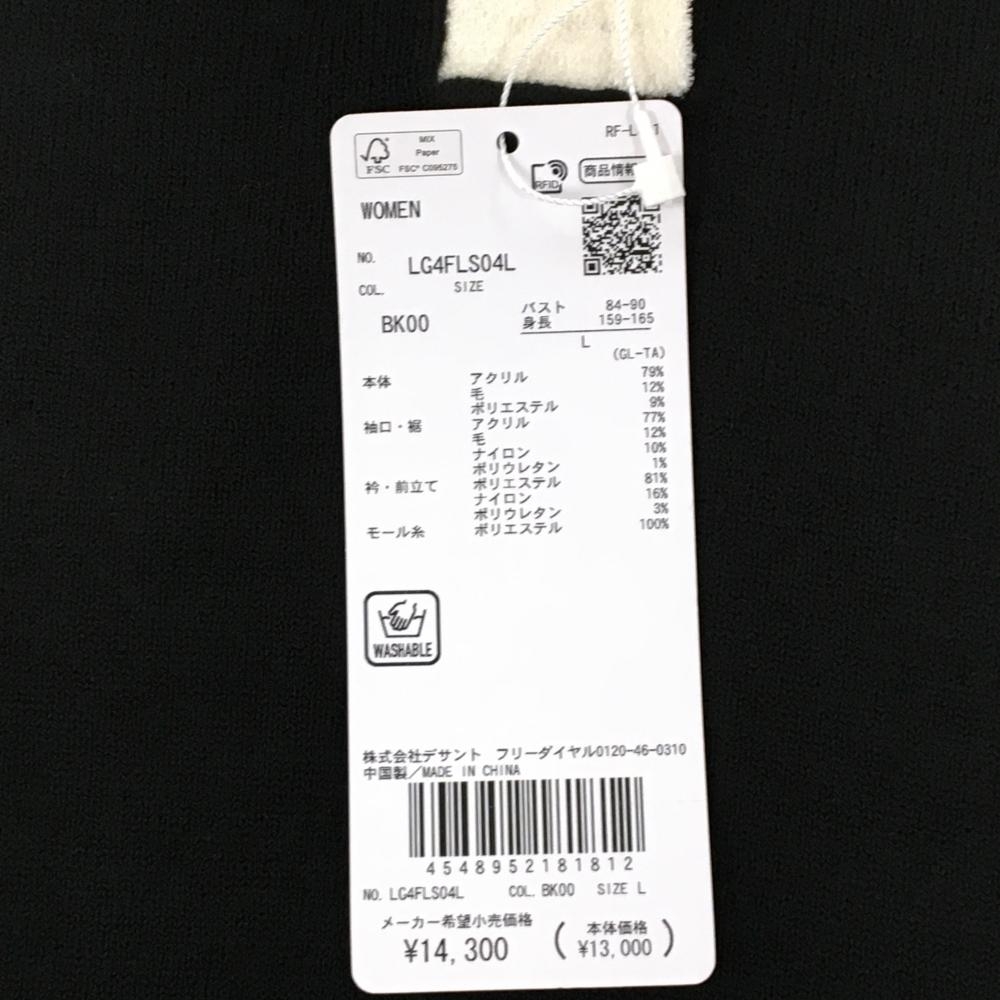 MIX
Paper
FSC
FSC® C095275
RFID
商品情報
WOMEN
NO. LG4FLS04L
COL. SIZE
BK00
バスト 84-90
身長 159-165
L
(GL-TA)
本体 アクリル 79%
毛 12%
ポリエステル 9%
袖口・裾 アクリル 77%
毛 12%
ナイロン 10%
ポリウレタン 1%
衿・前立て ポリエステル 81%
ナイロン 16%
ポリウレタン 3%
モール糸 ポリエステル 100%
WASHABLE
株式会社デサント フリーダイヤル0120-46-0310
中国製/MADE IN CHINA
4548952181812
NO. LG4FLS04L COL. BK00 SIZE L
メーカー希望小売価格
¥14,300
(本体価格
¥13,000)